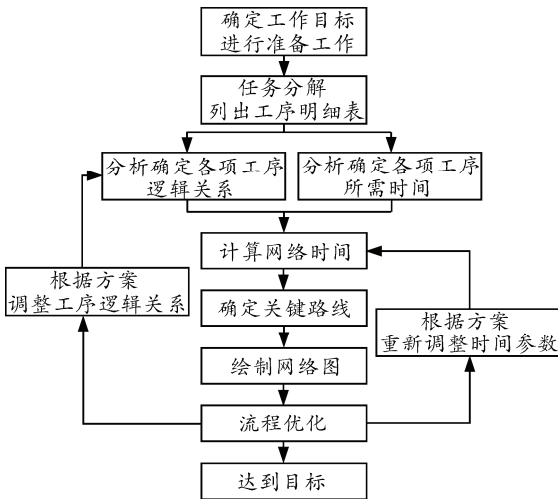 确定工作目标
进行准备工作
任务分解
列出工序明细表
分析确定各项工序
逻辑关系
分析确定各项工序
所需时间
计算网络时间
根据方案
调整工序逻辑关系
确定关键路线
根据方案
重新调整时间参数
绘制网络图
流程优化
达到目标